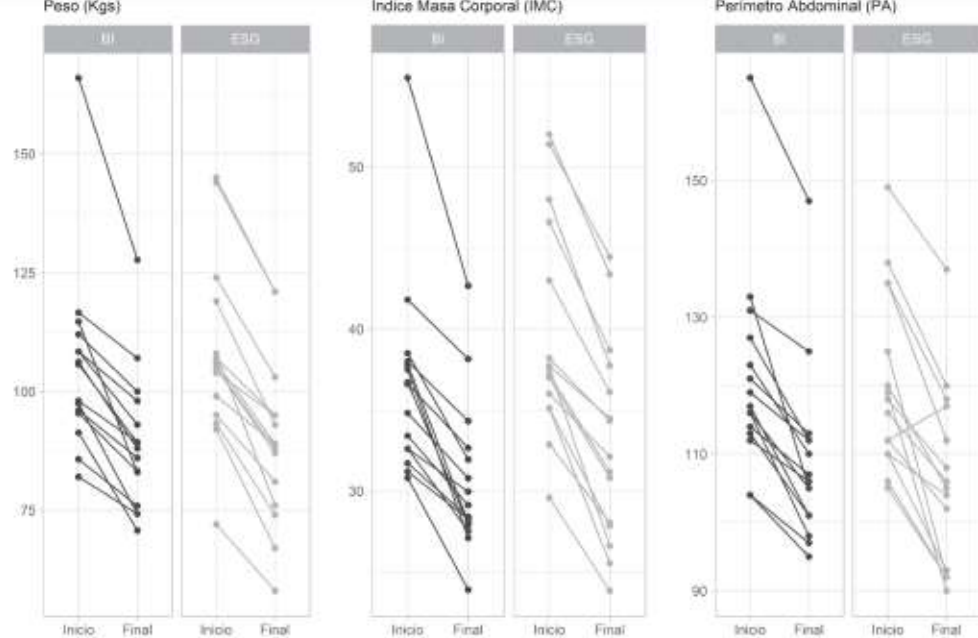 Peso (Kgs)
BI ESG
150
125
100
75
Inicio Final Inicio Final
Indice Masa Corporal (IMC)
BI ESG
50
40
30
Inicio Final Inicio Final
Perímetro Abdominal (PA)
BI ESG
150
130
110
90
Inicio Final Inicio Final